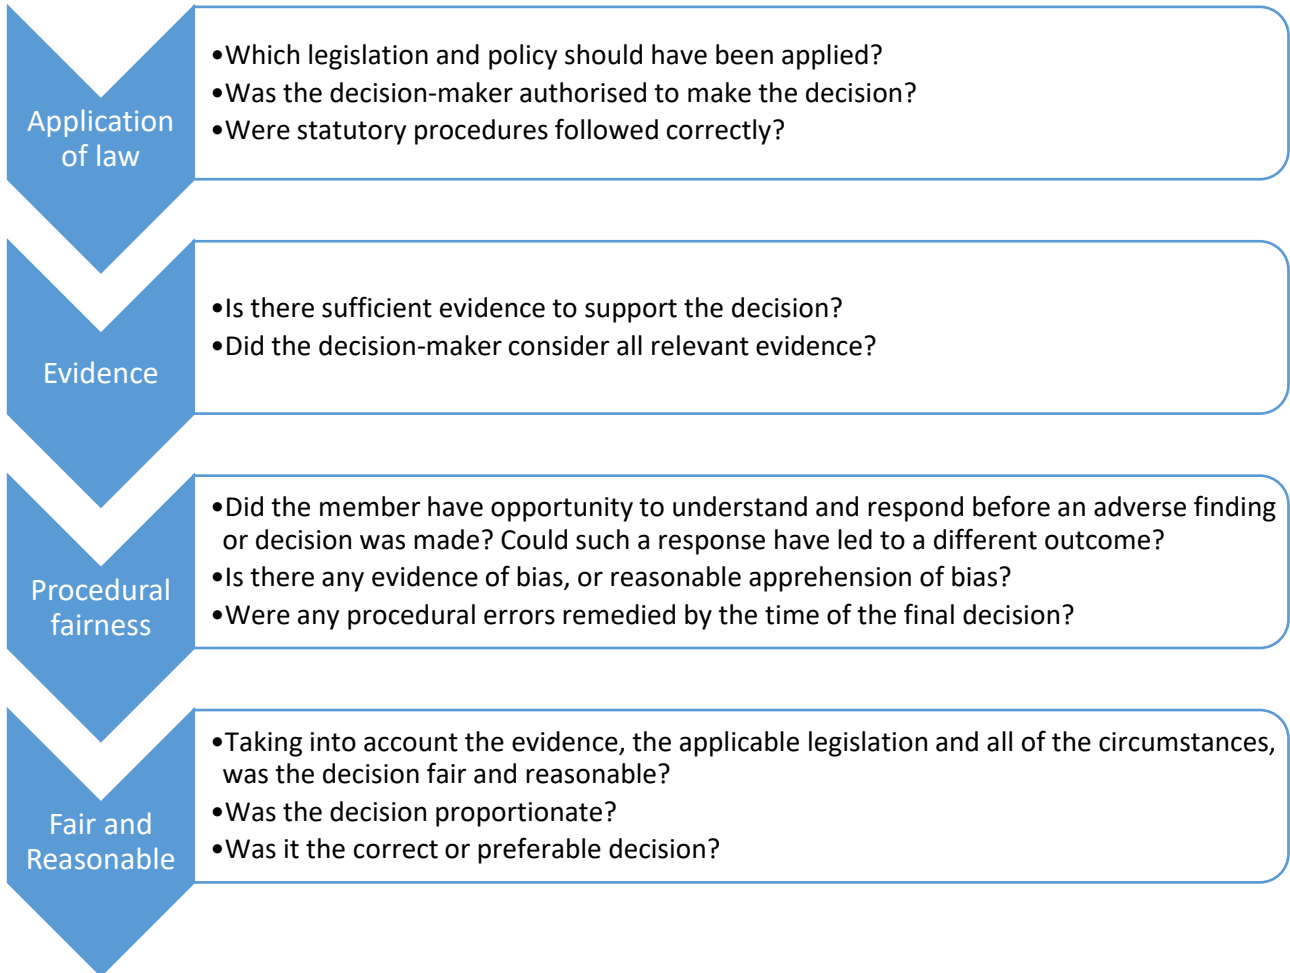 Application
of law
•Which legislation and policy should have been applied?
•Was the decision-maker authorised to make the decision?
•Were statutory procedures followed correctly?
Evidence
•Is there sufficient evidence to support the decision?
•Did the decision-maker consider all relevant evidence?
Procedural
fairness
•Did the member have opportunity to understand and respond before an adverse finding
or decision was made? Could such a response have led to a different outcome?
•Is there any evidence of bias, or reasonable apprehension of bias?
•Were any procedural errors remedied by the time of the final decision?
Fair and
Reasonable
•Taking into account the evidence, the applicable legislation and all of the circumstances,
was the decision fair and reasonable?
•Was the decision proportionate?
•Was it the correct or preferable decision?